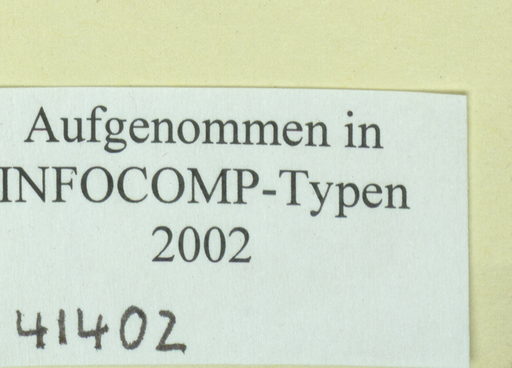 Aufgenommen in
INFOCOMP-Typen
2002
41402